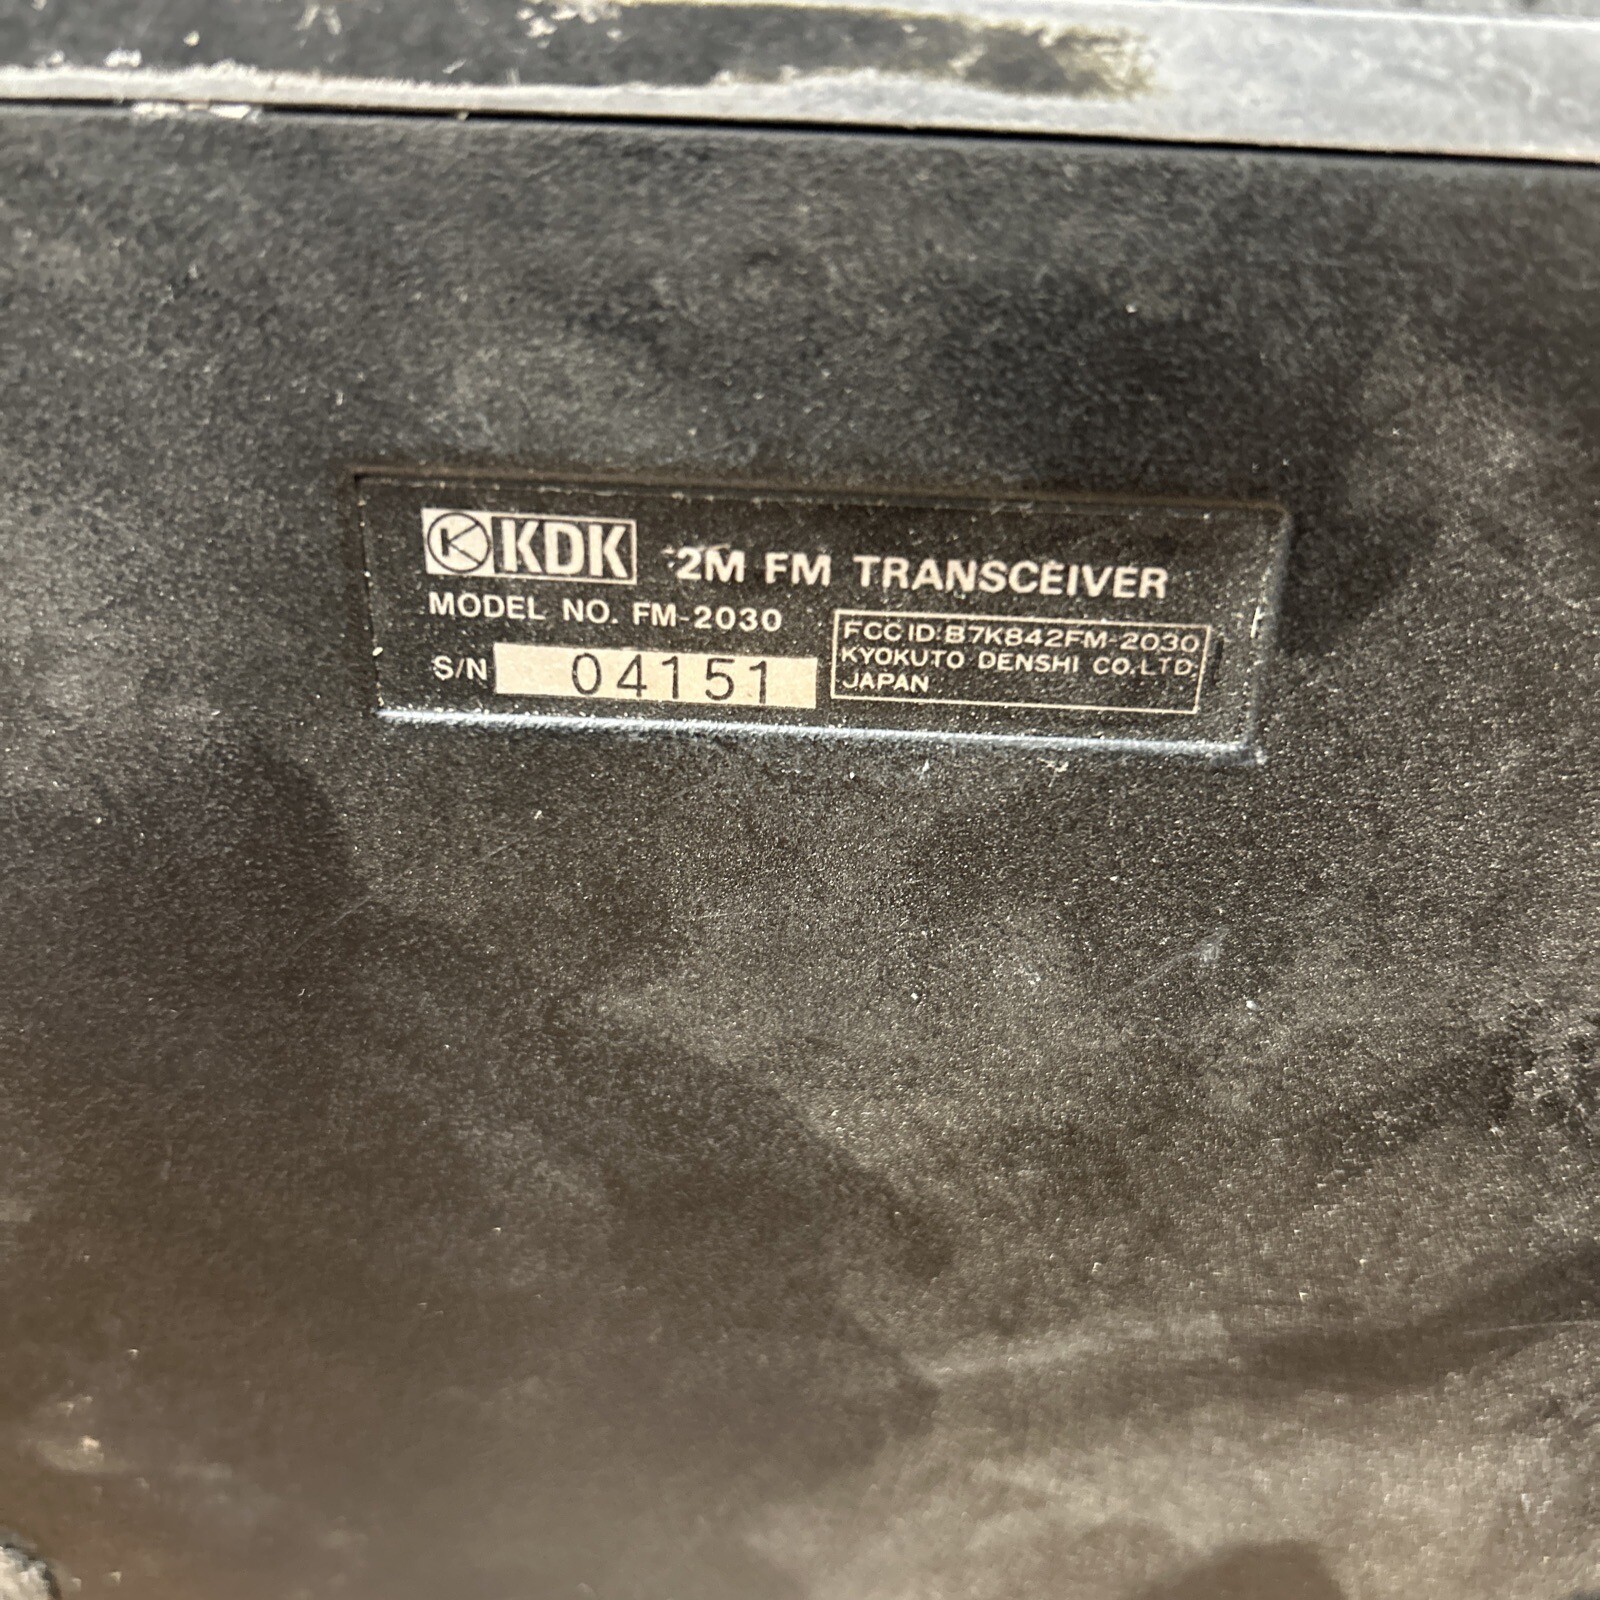 KDK 2M FM TRANSCEIVER
MODEL NO. FM-2030
S/N 04151
FCC ID: B7K842FM-2030
KYOKUTO DENSHI CO. LTD.
JAPAN